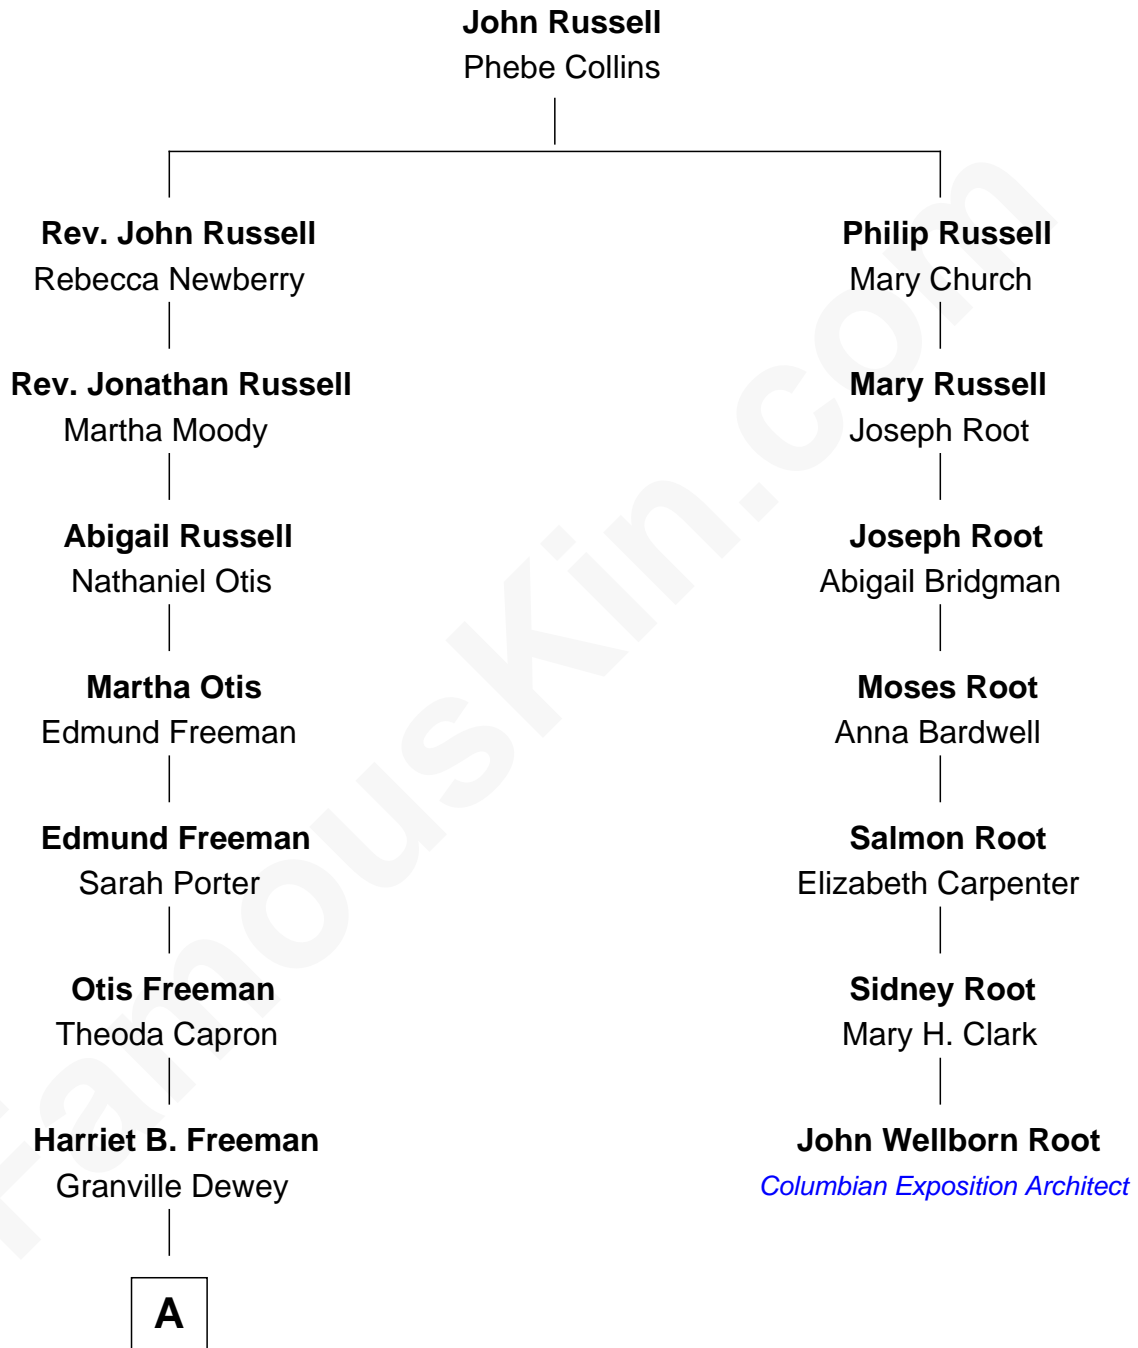 John Russell
Phebe Collins
Rev. John Russell
Rebecca Newberry
Philip Russell
Mary Church
Rev. Jonathan Russell
Martha Moody
Mary Russell
Joseph Root
Abigail Russell
Nathaniel Otis
Joseph Root
Abigail Bridgman
Martha Otis
Edmund Freeman
Moses Root
Anna Bardwell
Edmund Freeman
Sarah Porter
Salmon Root
Elizabeth Carpenter
Otis Freeman
Theoda Capron
Sidney Root
Mary H. Clark
Harriet B. Freeman
Granville Dewey
John Wellborn Root
Columbian Exposition Architect
A
FamousKin.com